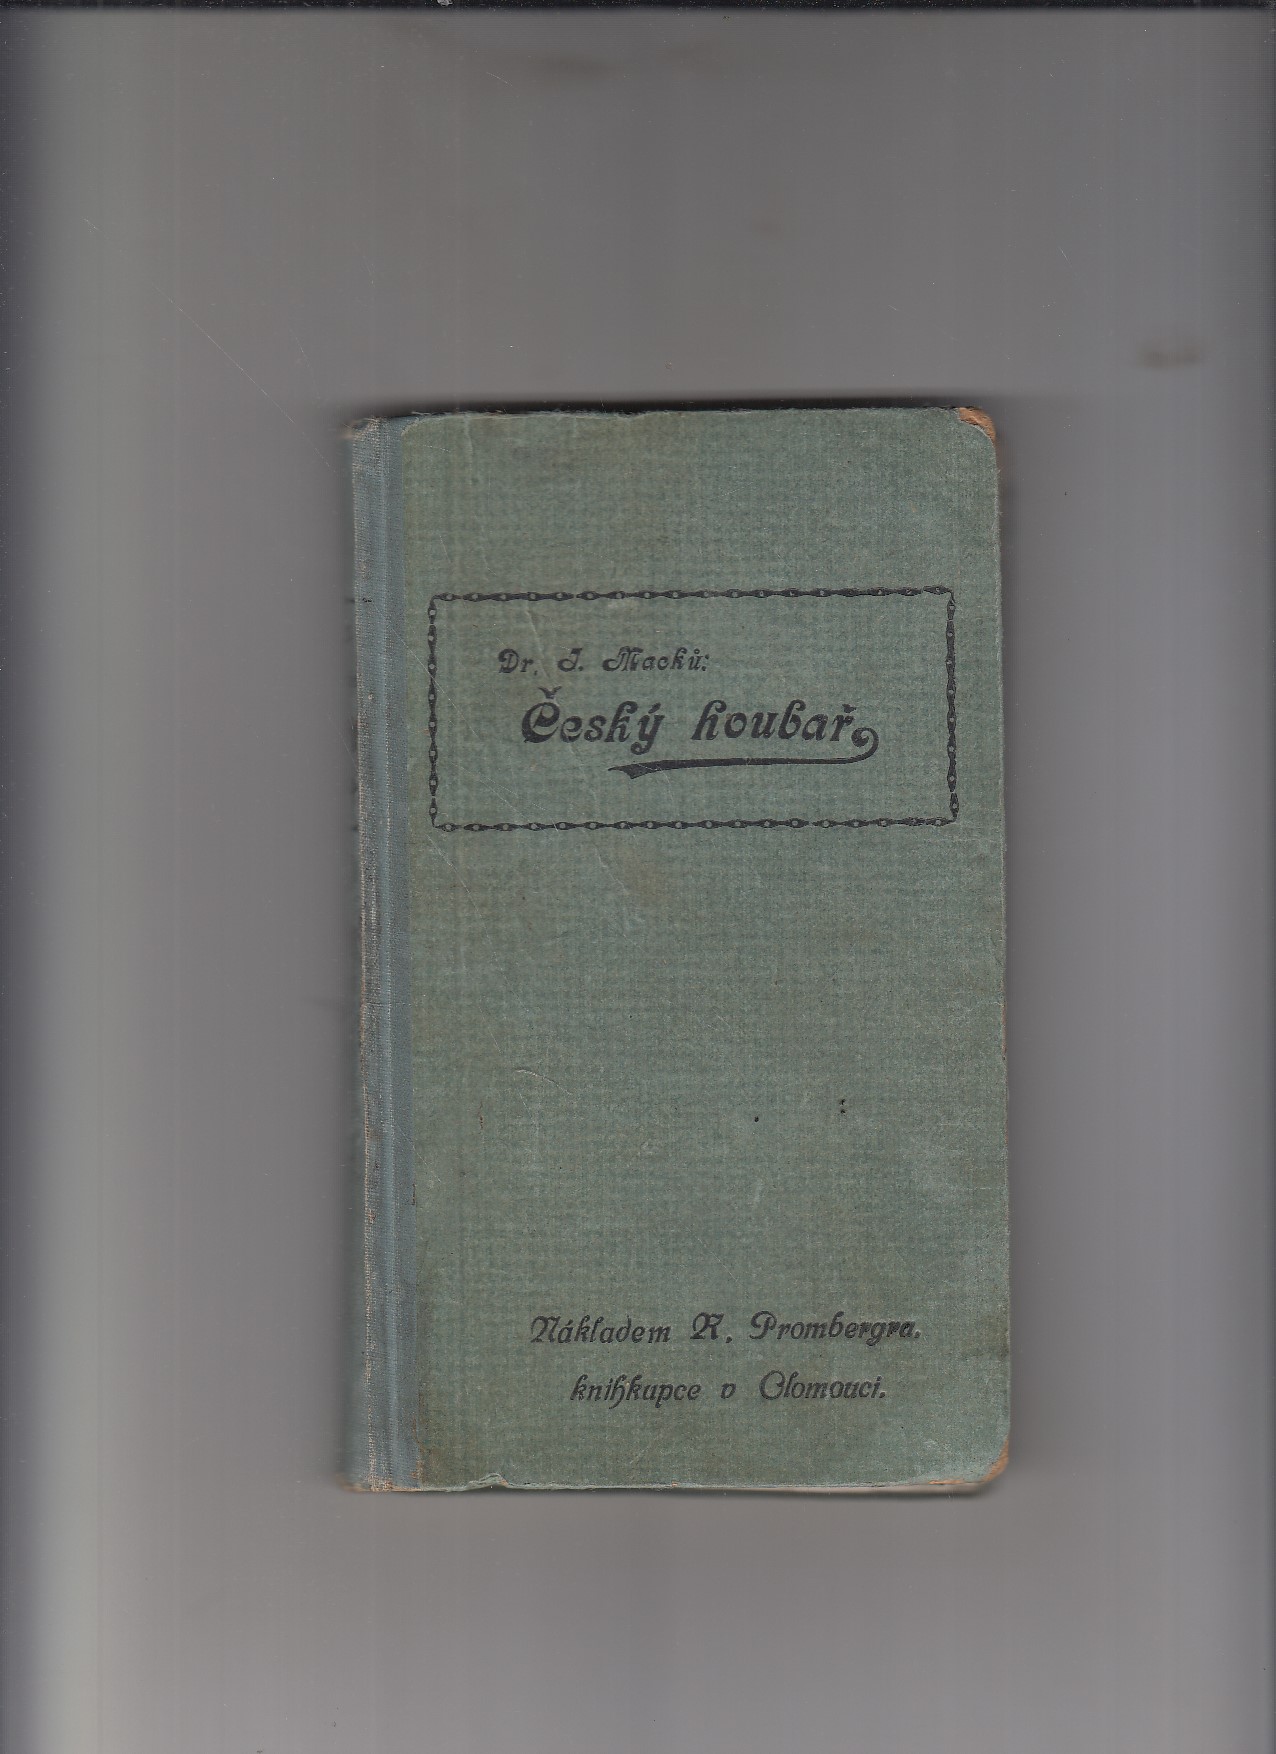 Dr. J. Macků:
Český houbař
Nákladem R. Prombergra,
knihkupce v Olomouci.